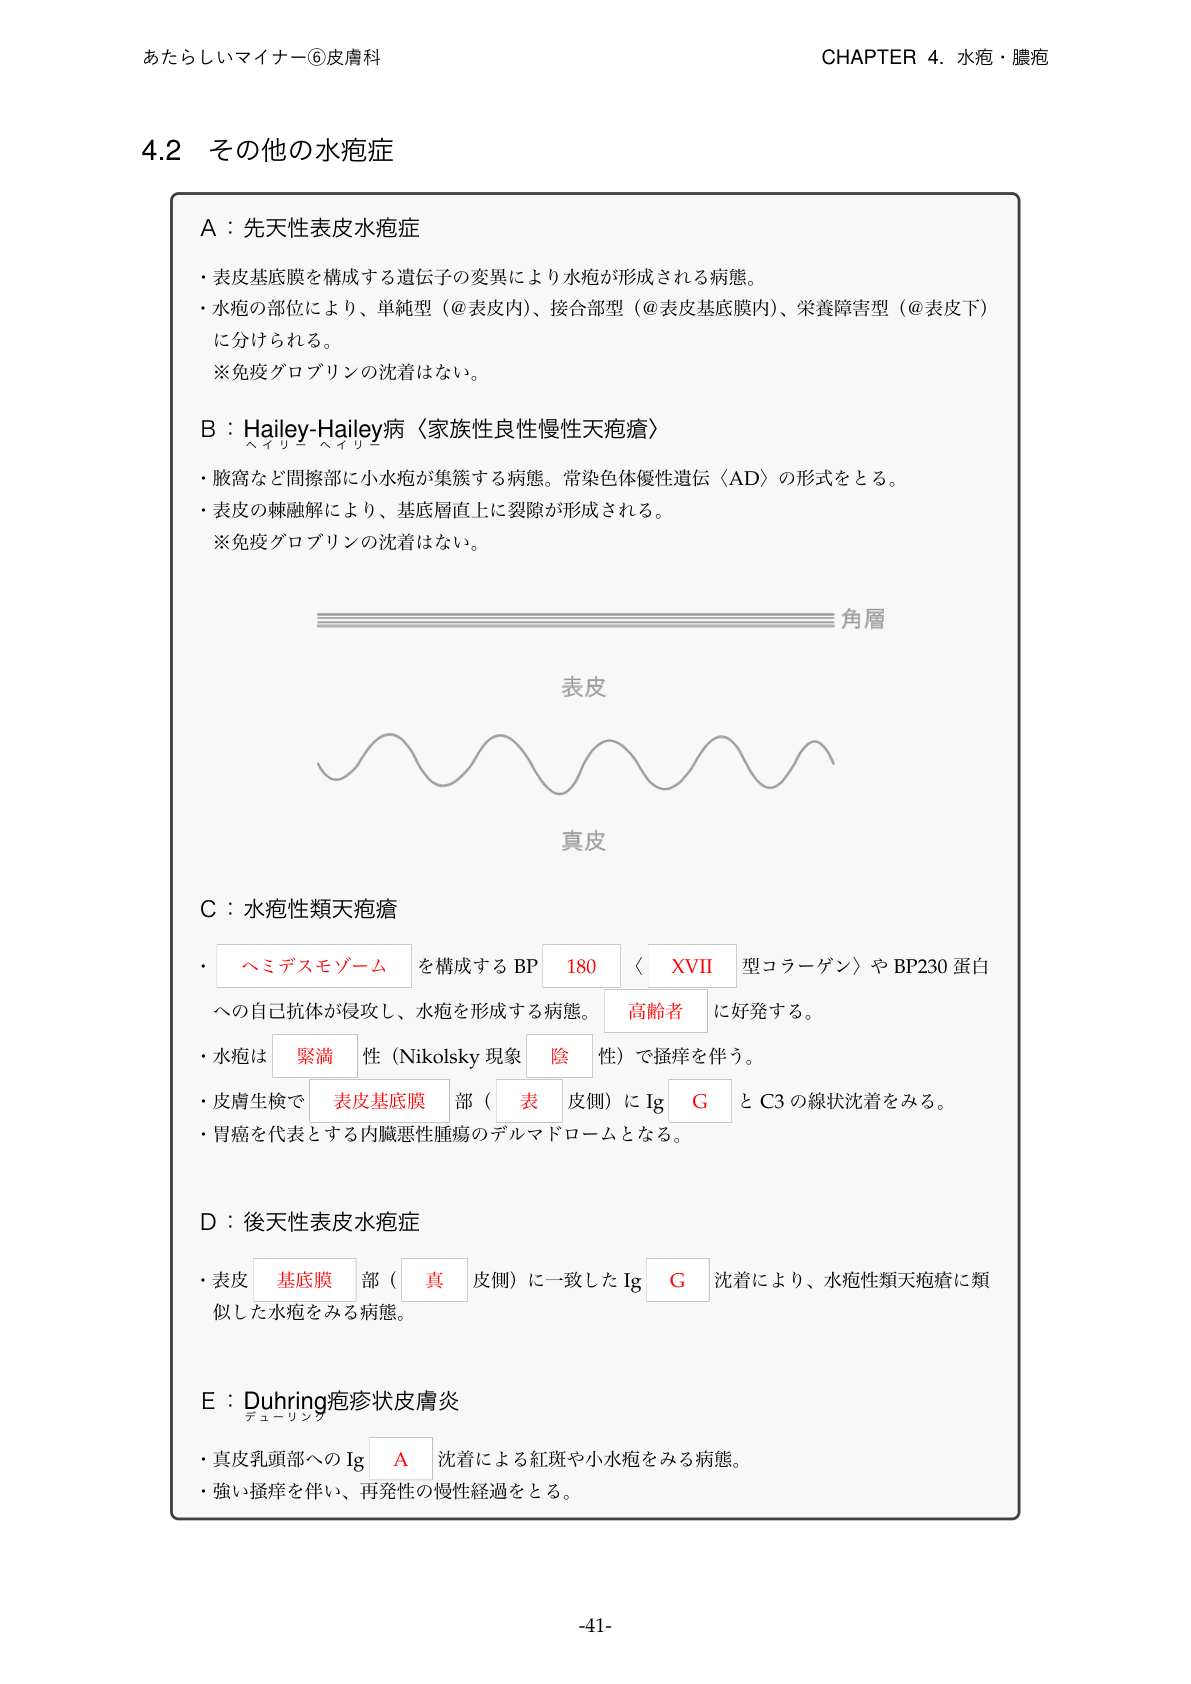 あたらしいマイナー⑥皮膚科
CHAPTER 4. 水疱・膿疱
4.2 その他の水疱症
A：先天性表皮水疱症
・表皮基底膜を構成する遺伝子の変異により水疱が形成される病態。
・水疱の部位により、単純型（@表皮内）、接合部型（@表皮基底膜内）、栄養障害型（@表皮下）
に分けられる。
※免疫グロブリンの沈着はない。
B：Hailey-Hailey病〈家族性良性慢性天疱瘡〉
ヘイリー ヘイリー
・腋窩など間擦部に小水疱が集簇する病態。常染色体優性遺伝〈AD〉の形式をとる。
・表皮の棘融解により、基底層直上に裂隙が形成される。
※免疫グロブリンの沈着はない。
角層
表皮
真皮
C：水疱性類天疱瘡
・ヘミデスモゾームを構成する BP 180〈XVII 型コラーゲン〉や BP230 蛋白
への自己抗体が侵攻し、水疱を形成する病態。高齢者に好発する。
・水疱は緊満性（Nikolsky 現象陰性）で掻痒を伴う。
・皮膚生検で表皮基底膜部（表皮側）に Ig G と C3 の線状沈着をみる。
・胃癌を代表とする内臓悪性腫瘍のデルマドロームとなる。
D：後天性表皮水疱症
・表皮基底膜部（真皮側）に一致した Ig G 沈着により、水疱性類天疱瘡に類
似した水疱をみる病態。
E：Duhring疱疹状皮膚炎
デューリング
・真皮乳頭部への Ig A 沈着による紅斑や小水疱をみる病態。
・強い掻痒を伴い、再発性の慢性経過をとる。
-41-